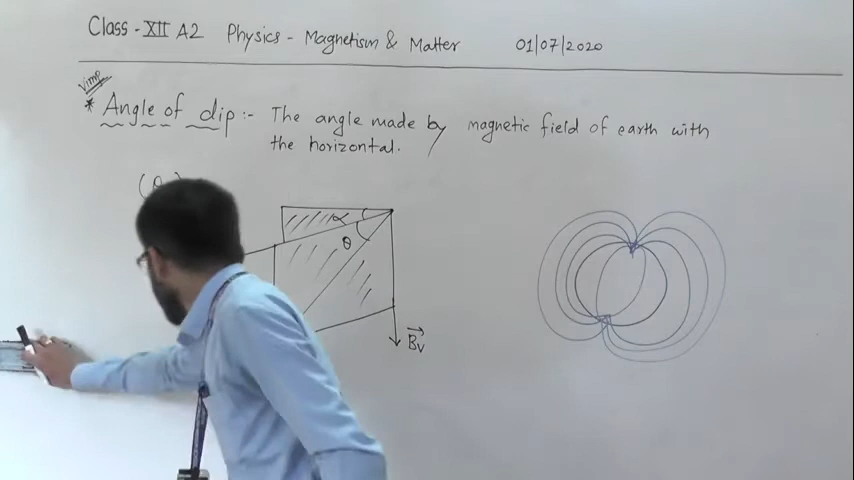 Class - XII A2 Physics - Magnetism & Matter 01/07/2020
Vimp
* Angle of dip :- The angle made by magnetic field of earth with
the horizontal.
(θ
α
θ
B⃗v